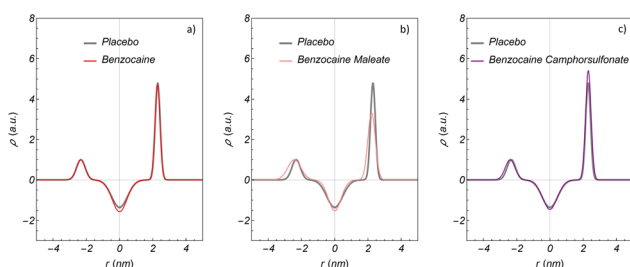 a)
Placebo
Benzocaine
8
6
4
2
0
−2
−4
−2
0
2
4
ρ (a.u.)
r (nm)
b)
Placebo
Benzocaine Maleate
8
6
4
2
0
−2
−4
−2
0
2
4
ρ (a.u.)
r (nm)
c)
Placebo
Benzocaine Camphorsulfonate
8
6
4
2
0
−2
−4
−2
0
2
4
ρ (a.u.)
r (nm)